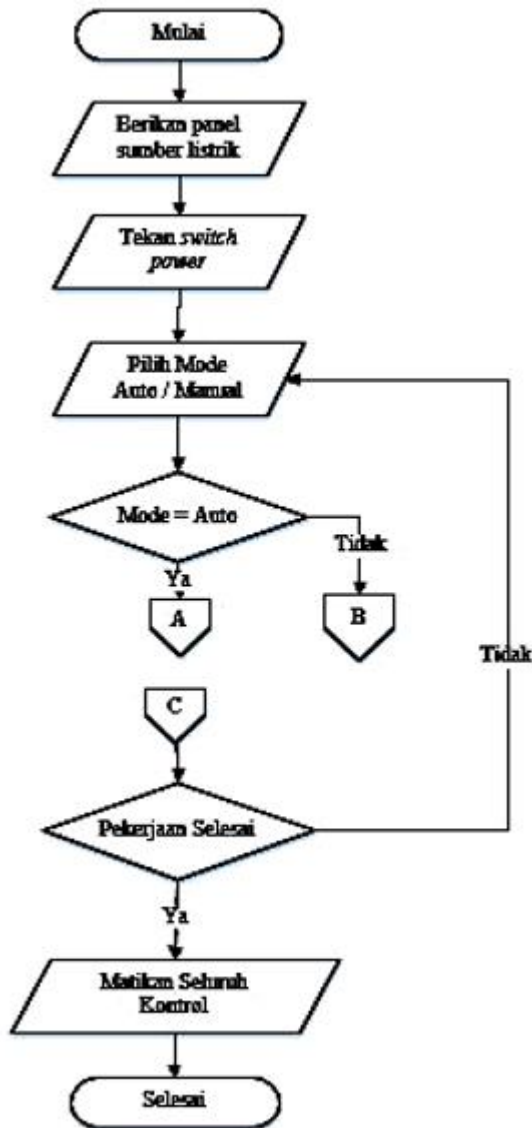 Mulai
Berikan panel
sumber listrik
Tekan switch
power
Pilih Mode
Auto / Manual
Mode = Auto
Tidak
Ya
A
B
C
Tidak
Pekerjaan Selesai
Ya
Matikan Seluruh
Kontrol
Selesai